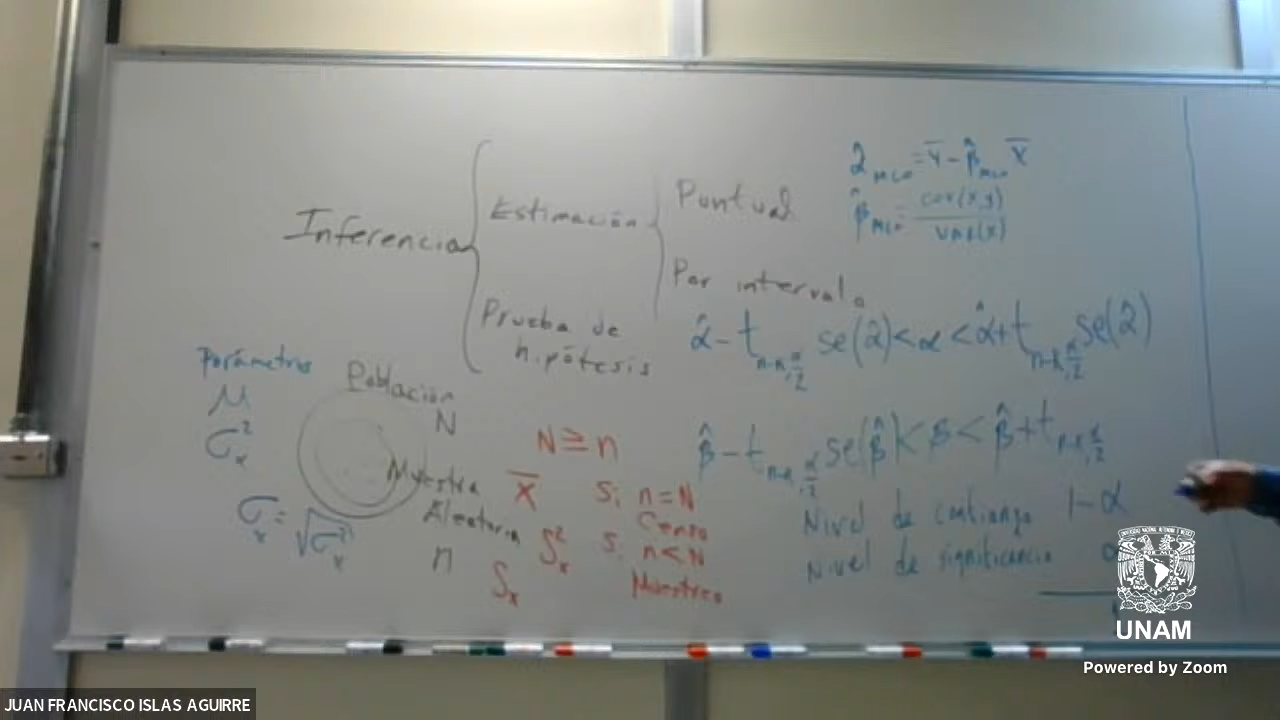 Inferencia
Estimación
Puntual
α̂ MCO = Y̅ - β̂ MCO X̅
β̂ MCO = cov(x,y) / var(x)
Por intervalo
α̂ - t n-k, α/2 se(α̂) < α < α̂ + t n-k, α/2 se(α̂)
Prueba de
hipótesis
β̂ - t n-k, α/2 se(β̂) < β < β̂ + t n-k, α/2
Nivel de confianza 1-α
Nivel de significancia α
Parámetros
μ
σ²x
σx = √σ²x
Población
N
Muestra
Aleatoria
n
N ≥ n
X̅
S²x
Sx
Si n = N
Censo
Si n < N
Muestreo
UNAM
Powered by Zoom
JUAN FRANCISCO ISLAS AGUIRRE